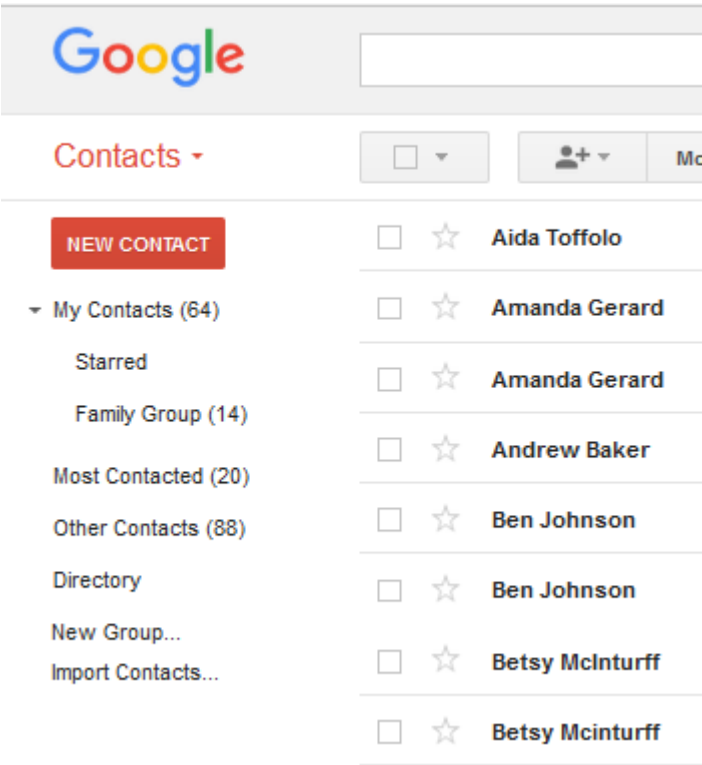 Google
Contacts
Mo
NEW CONTACT
My Contacts (64)
Starred
Family Group (14)
Most Contacted (20)
Other Contacts (88)
Directory
New Group...
Import Contacts...
Aida Toffolo
Amanda Gerard
Amanda Gerard
Andrew Baker
Ben Johnson
Ben Johnson
Betsy McInturff
Betsy Mcinturff